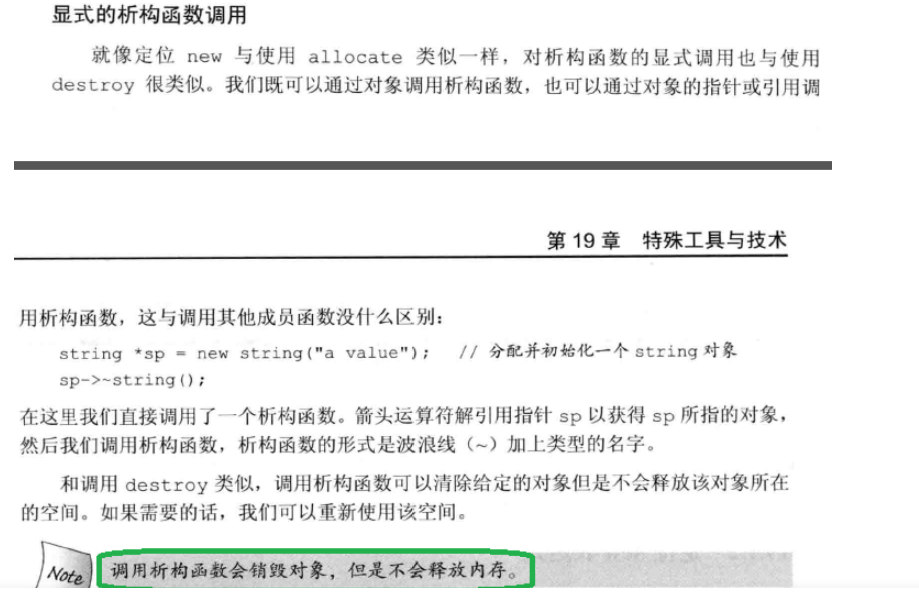 显式的析构函数调用
就像定位 new 与使用 allocate 类似一样，对析构函数的显式调用也与使用
destroy 很类似。我们既可以通过对象调用析构函数，也可以通过对象的指针或引用调
第 19 章 特殊工具与技术
用析构函数，这与调用其他成员函数没什么区别：
string *sp = new string("a value"); // 分配并初始化一个 string 对象
sp->~string();
在这里我们直接调用了一个析构函数。箭头运算符解引用指针 sp 以获得 sp 所指的对象，
然后我们调用析构函数，析构函数的形式是波浪线（~）加上类型的名字。
和调用 destroy 类似，调用析构函数可以清除给定的对象但是不会释放该对象所在
的空间。如果需要的话，我们可以重新使用该空间。
Note 调用析构函数会销毁对象，但是不会释放内存。